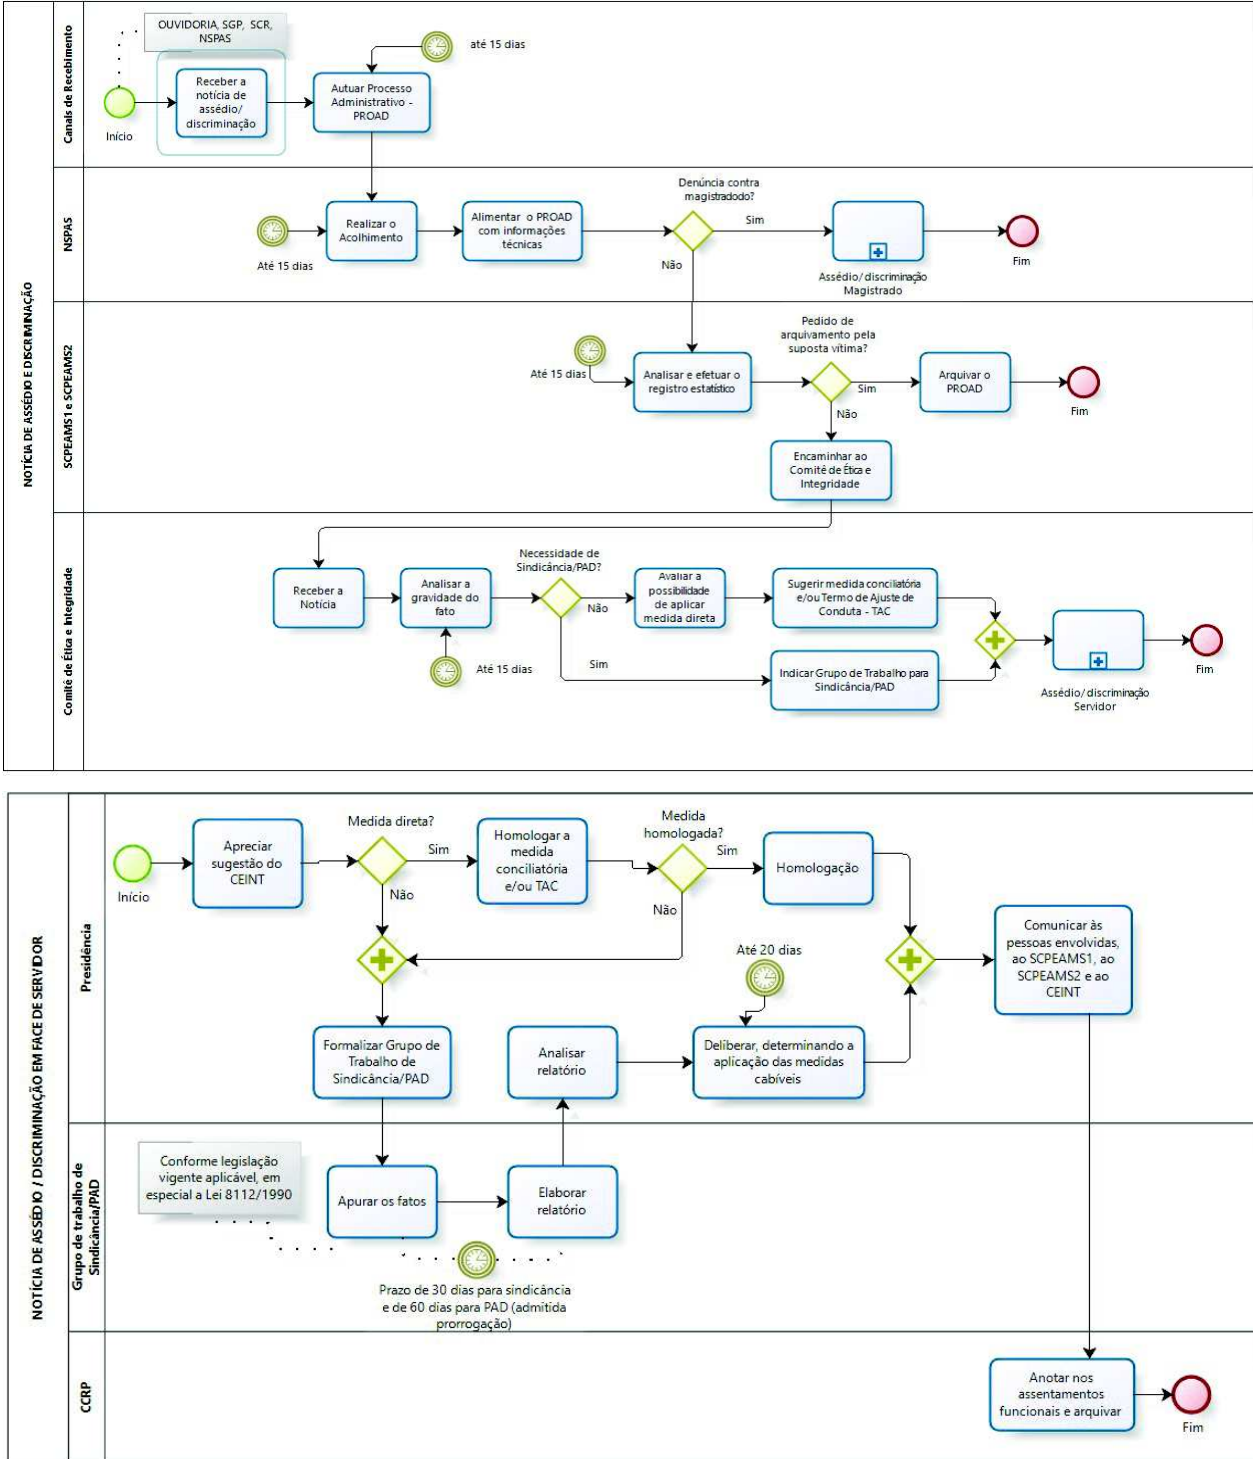 NOTÍCIA DE ASSÉDIO E DISCRIMINAÇÃO
Canais de Recebimento
OUVIDORIA, SGP, SCR,
NSPAS
Início
Receber a
notícia de
assédio/
discriminação
Autuar Processo
Administrativo -
PROAD
até 15 dias
NSPAS
Até 15 dias
Realizar o
Acolhimento
Alimentar o PROAD
com informações
técnicas
Denúncia contra
magistradodo?
Sim
Não
Assédio/discriminação
Magistrado
Fim
SCPEAMS1 e SCPEAMS2
Até 15 dias
Analisar e efetuar o
registro estatístico
Pedido de
arquivamento pela
suposta vítima?
Sim
Não
Arquivar o
PROAD
Fim
Encaminhar ao
Comitê de Ética e
Integridade
Comitê de Ética e Integridade
Receber a
Notícia
Analisar a
gravidade do
fato
Até 15 dias
Necessidade de
Sindicância/PAD?
Não
Sim
Avaliar a
possibilidade
de aplicar
medida direta
Sugerir medida conciliatória
e/ou Termo de Ajuste de
Conduta - TAC
Indicar Grupo de Trabalho para
Sindicância/PAD
Assédio/discriminação
Servidor
Fim
NOTÍCIA DE ASSÉDIO / DISCRIMINAÇÃO EM FACE DE SERVIDOR
Presidência
Início
Apreciar
sugestão do
CEINT
Medida direta?
Sim
Não
Homologar a
medida
conciliatória
e/ou TAC
Medida
homologada?
Sim
Não
Homologação
Até 20 dias
Comunicar às
pessoas envolvidas,
ao SCPEAMS1, ao
SCPEAMS2 e ao
CEINT
Formalizar Grupo de
Trabalho de
Sindicância/PAD
Analisar
relatório
Deliberar, determinando a
aplicação das medidas
cabíveis
Grupo de trabalho de
Sindicância/PAD
Conforme legislação
vigente aplicável, em
especial a Lei 8112/1990
Apurar os fatos
Elaborar
relatório
Prazo de 30 dias para sindicância
e de 60 dias para PAD (admitida
prorrogação)
CCRP
Anotar nos
assentamentos
funcionais e arquivar
Fim